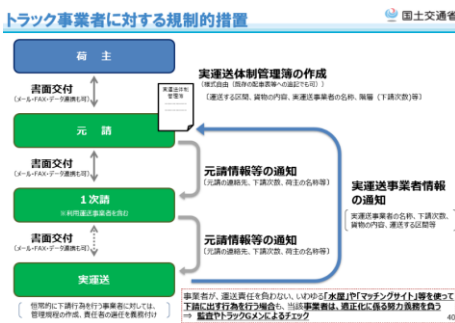 トラック事業者に対する規制的措置
国土交通省
荷 主
書面交付
(メール・FAX・データ連携も可)
実運送体制
管理簿
実運送体制管理簿の作成
(様式自由(既存の配車表等への追記でも可))
(運送する区間、貨物の内容、実運送事業者の名称、階層(下請次数)等)
元 請
書面交付
(メール・FAX・データ連携も可)
元請情報等の通知
(元請の連絡先、下請次数、荷主の名称等)
1次請
※利用運送事業者を含む
実運送事業者情報
の通知
実運送事業者の名称、下請次数、
貨物の内容、運送する区間等
書面交付
(メール・FAX・データ連携も可)
元請情報等の通知
(元請の連絡先、下請次数、荷主の名称等)
実運送
恒常的に下請行為を行う事業者に対しては、
管理規程の作成、責任者の選任を義務付け
事業者が、運送責任を負わない、いわゆる「水屋」や「マッチングサイト」等を使って
下請に出す行為を行う場合も、当該事業者は、適正化に係る努力義務を負う
⇒ 監査やトラックGメンによるチェック
40